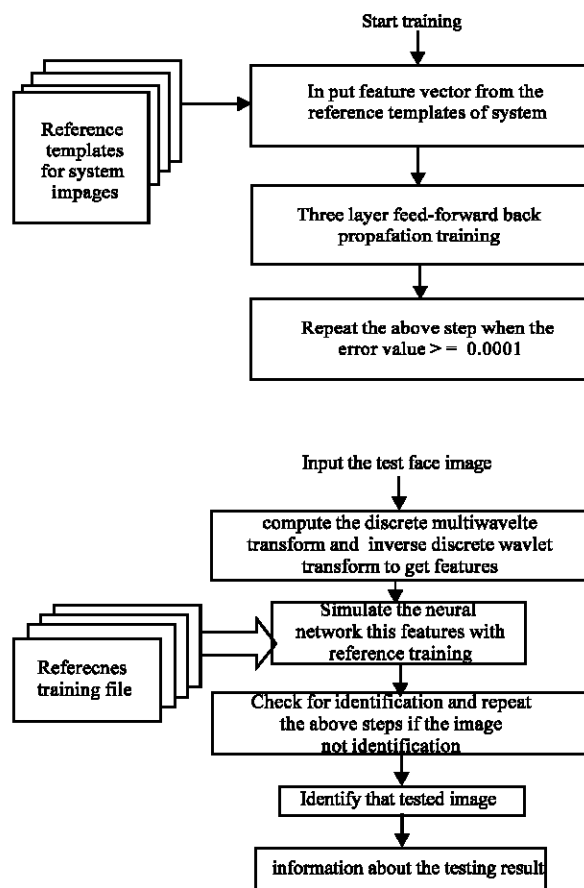 Start training
In put feature vector from the
reference templates of system
Reference
templates
for system
impages
Three layer feed-forward back
propafation training
Repeat the above step when the
error value > = 0.0001
Input the test face image
compute the discrete multiwavelte
transform and inverse discrete wavlet
transform to get features
Simulate the neural
network this features with
reference training
Referecnes
training file
Check for identification and repeat
the above steps if the image
not identification
Identify that tested image
information about the testing result